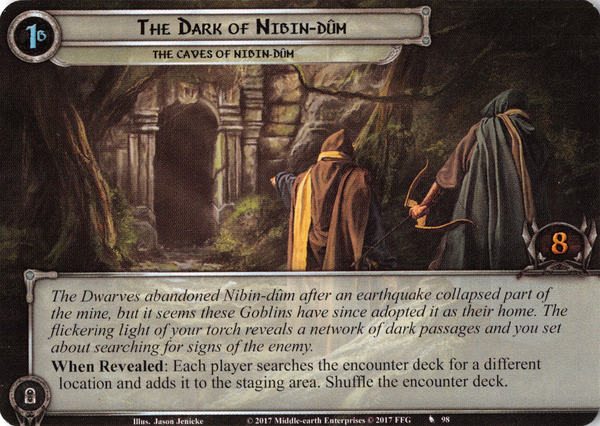 1B
THE DARK OF NIBIN-DÛM
THE CAVES OF NIBIN-DÛM
8
The Dwarves abandoned Nibin-dûm after an earthquake collapsed part of
the mine, but it seems these Goblins have since adopted it as their home. The
flickering light of your torch reveals a network of dark passages and you set
about searching for signs of the enemy.
When Revealed: Each player searches the encounter deck for a different
location and adds it to the staging area. Shuffle the encounter deck.
Illus. Jason Jenicke
© 2017 Middle-earth Enterprises © 2017 FFG
98